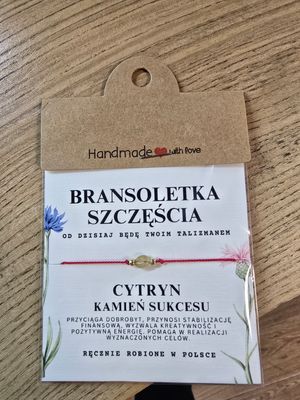 Handmade with love
BRANSOLETKA
SZCZĘŚCIA
OD DZISIAJ BĘDĘ TWOIM TALIZMANEM
CYTRYN
KAMIEŃ SUKCESU
PRZYCIĄGA DOBROBYT, PRZYNOSI STABILIZACJĘ
FINANSOWĄ, WYZWALA KREATYWNOŚĆ I
POZYTYWNĄ ENERGIĘ. POMAGA W REALIZACJI
WYZNACZONYCH CELÓW.
RĘCZNIE ROBIONE W POLSCE